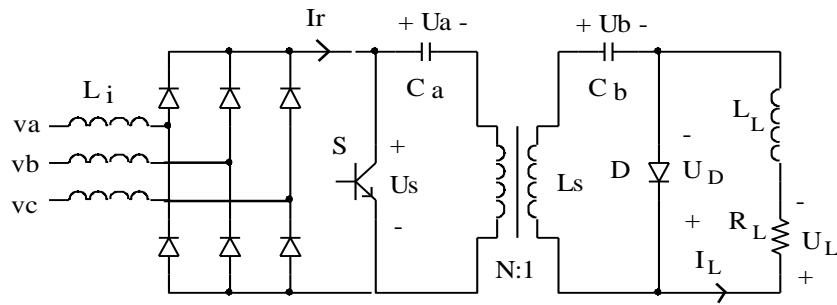 Ir
+ Ua -
+ Ub -
C a
C b
L i
va
vb
vc
S
+
Us
-
N:1
Ls
D
-
U D
+
L L
R L
-
U L
+
I L